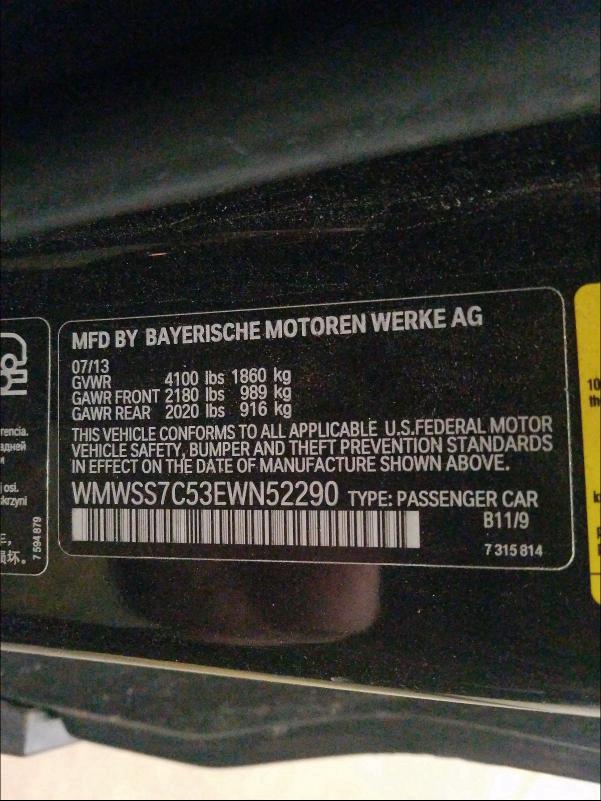 MFD BY BAYERISCHE MOTOREN WERKE AG
07/13
GVWR 4100 lbs 1860 kg
GAWR FRONT 2180 lbs 989 kg
GAWR REAR 2020 lbs 916 kg
THIS VEHICLE CONFORMS TO ALL APPLICABLE U.S.FEDERAL MOTOR
VEHICLE SAFETY, BUMPER AND THEFT PREVENTION STANDARDS
IN EFFECT ON THE DATE OF MANUFACTURE SHOWN ABOVE.
WMWSS7C53EWN52290 TYPE: PASSENGER CAR
B11/9
7 315 814
osi.
7 594 879
10
th